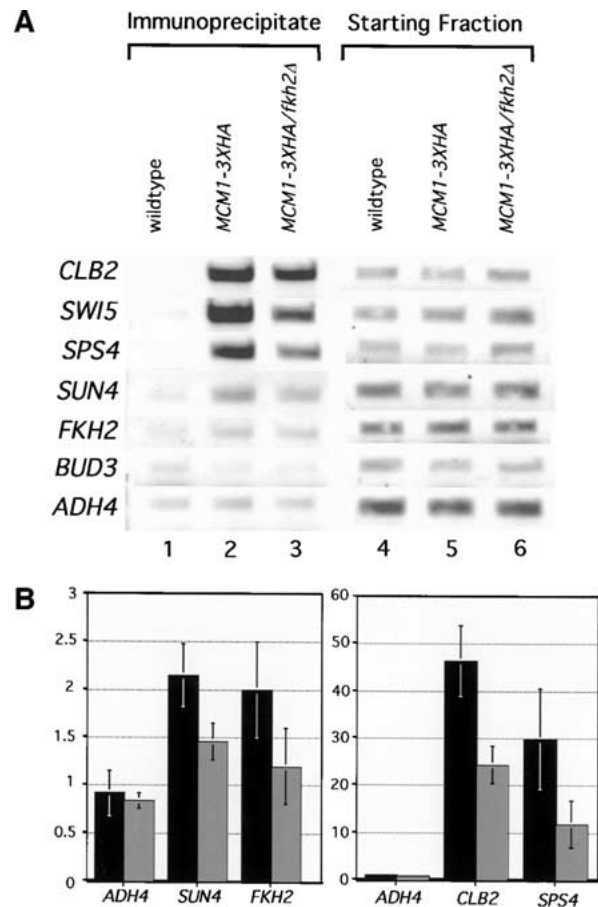 A
Immunoprecipitate Starting Fraction
wildtype MCM1-3XHA MCM1-3XHA/fkh2Δ wildtype MCM1-3XHA MCM1-3XHA/fkh2Δ
CLB2
SWI5
SPS4
SUN4
FKH2
BUD3
ADH4
1 2 3 4 5 6
B
3
2.5
2
1.5
1
0.5
0
ADH4 SUN4 FKH2
60
50
40
30
20
10
0
ADH4 CLB2 SPS4